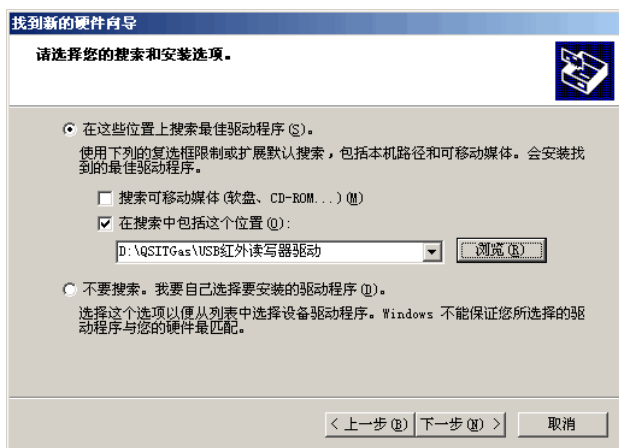 找到新的硬件向导
请选择您的搜索和安装选项。
在这些位置上搜索最佳驱动程序(S)。
使用下列的复选框限制或扩展默认搜索，包括本机路径和可移动媒体。会安装找
到的最佳驱动程序。
搜索可移动媒体(软盘、CD-ROM...)(M)
在搜索中包括这个位置(O):
D:\QSITGas\USB红外读写器驱动
浏览(R)
不要搜索。我要自己选择要安装的驱动程序(D)。
选择这个选项以便从列表中选择设备驱动程序。Windows 不能保证您所选择的驱
动程序与您的硬件最匹配。
< 上一步(B) 下一步(N) > 取消